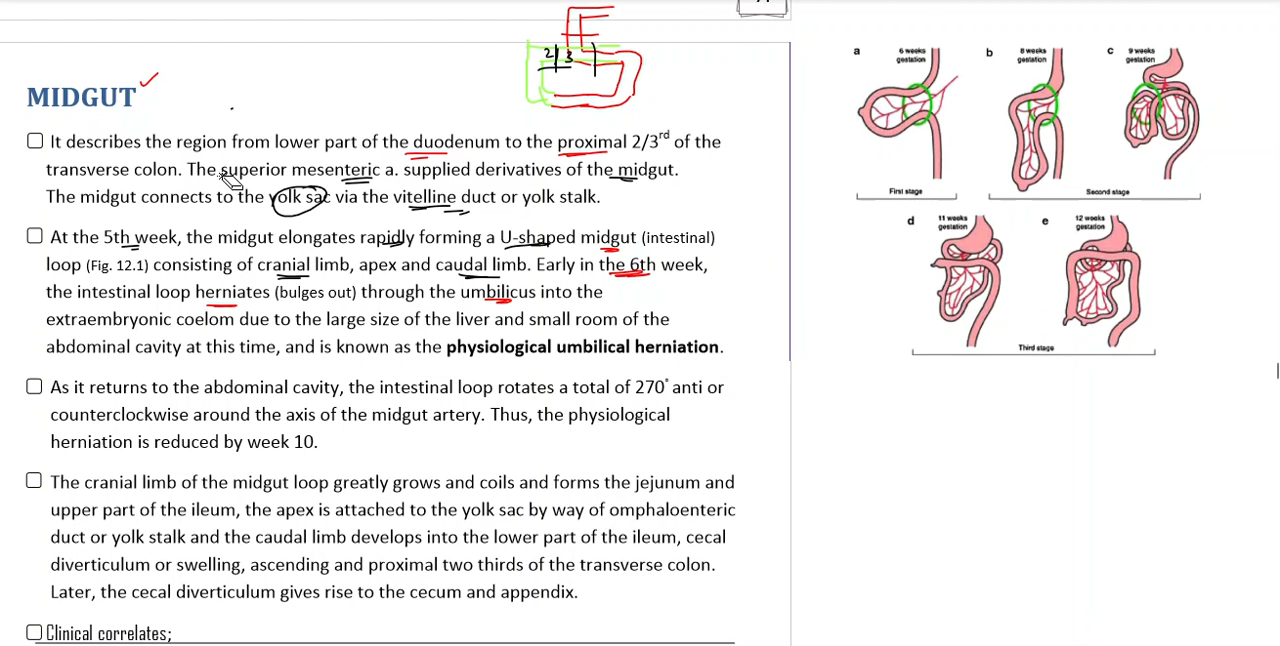 2/3
MIDGUT
It describes the region from lower part of the duodenum to the proximal 2/3rd of the
transverse colon. The superior mesenteric a. supplied derivatives of the midgut.
The midgut connects to the yolk sac via the vitelline duct or yolk stalk.
At the 5th week, the midgut elongates rapidly forming a U-shaped midgut (intestinal)
loop (Fig. 12.1) consisting of cranial limb, apex and caudal limb. Early in the 6th week,
the intestinal loop herniates (bulges out) through the umbilicus into the
extraembryonic coelom due to the large size of the liver and small room of the
abdominal cavity at this time, and is known as the physiological umbilical herniation.
As it returns to the abdominal cavity, the intestinal loop rotates a total of 270° anti or
counterclockwise around the axis of the midgut artery. Thus, the physiological
herniation is reduced by week 10.
The cranial limb of the midgut loop greatly grows and coils and forms the jejunum and
upper part of the ileum, the apex is attached to the yolk sac by way of omphaloenteric
duct or yolk stalk and the caudal limb develops into the lower part of the ileum, cecal
diverticulum or swelling, ascending and proximal two thirds of the transverse colon.
Later, the cecal diverticulum gives rise to the cecum and appendix.
Clinical correlates;
a 6 weeks
gestation
b 8 weeks
gestation
c 9 weeks
gestation
First stage
Second stage
d 11 weeks
gestation
e 12 weeks
gestation
Third stage